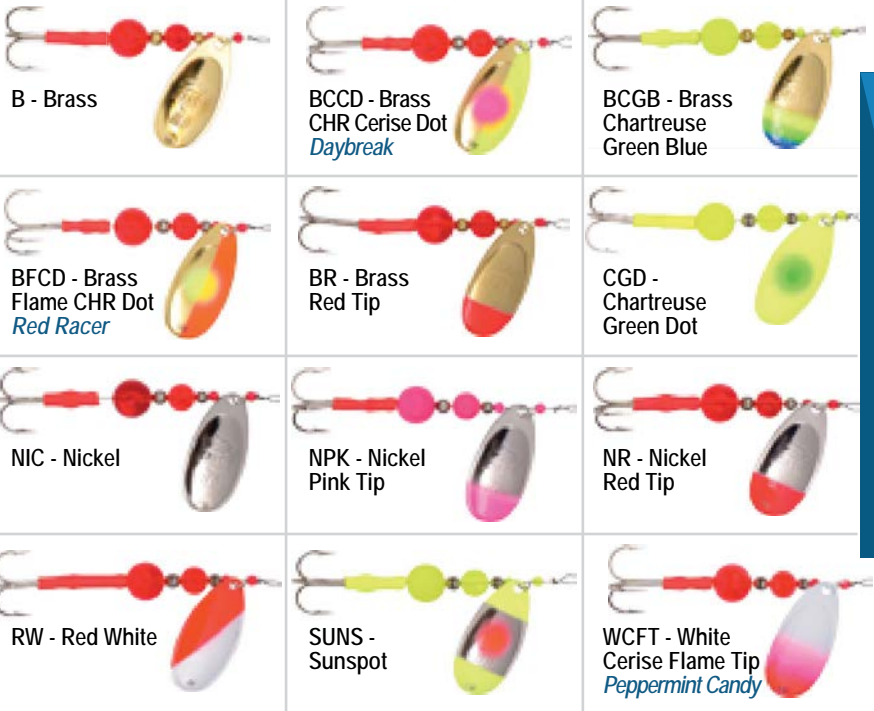 B - Brass
BCCD - Brass
CHR Cerise Dot
Daybreak
BCGB - Brass
Chartreuse
Green Blue
BFCD - Brass
Flame CHR Dot
Red Racer
BR - Brass
Red Tip
CGD -
Chartreuse
Green Dot
NIC - Nickel
NPK - Nickel
Pink Tip
NR - Nickel
Red Tip
RW - Red White
SUNS -
Sunspot
WCFT - White
Cerise Flame Tip
Peppermint Candy